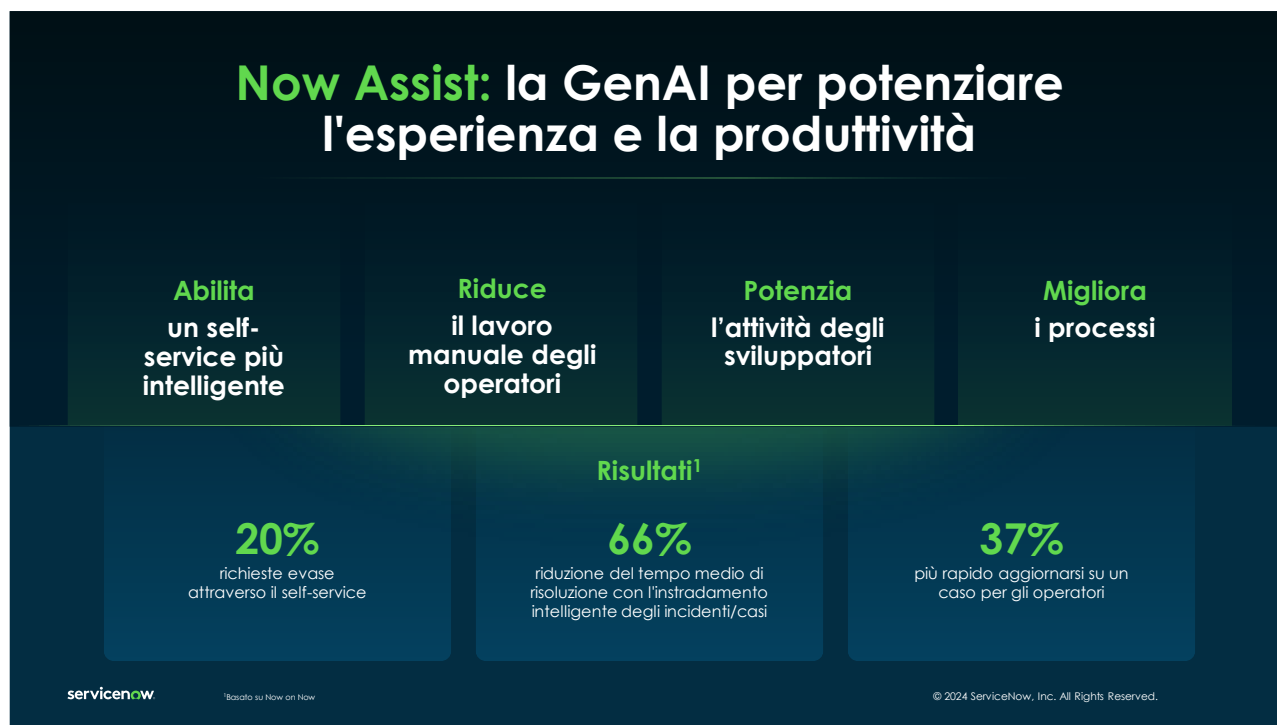 Now Assist: la GenAI per potenziare
l'esperienza e la produttività
Abilita
un self-
service più
intelligente
Riduce
il lavoro
manuale degli
operatori
Potenzia
l’attività degli
sviluppatori
Migliora
i processi
Risultati¹
20%
richieste evase
attraverso il self-service
66%
riduzione del tempo medio di
risoluzione con l'instradamento
intelligente degli incidenti/casi
37%
più rapido aggiornarsi su un
caso per gli operatori
servicenow.
¹Basato su Now on Now
© 2024 ServiceNow, Inc. All Rights Reserved.